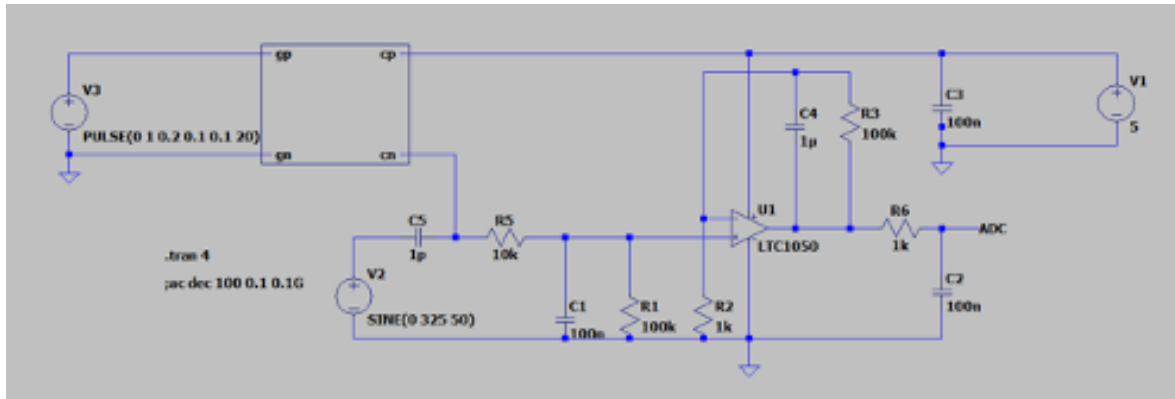 gp cp
V3
PULSE(0 1 0.2 0.1 0.1 20)
gn cn
C4
1µ
R3
100k
C3
100n
V1
5
U1
LTC1050
R6
1k
ADC
C5
1p
R5
10k
.tran 4
;ac dec 100 0.1 0.1G
V2
SINE(0 325 50)
C1
100n
R1
100k
R2
1k
C2
100n